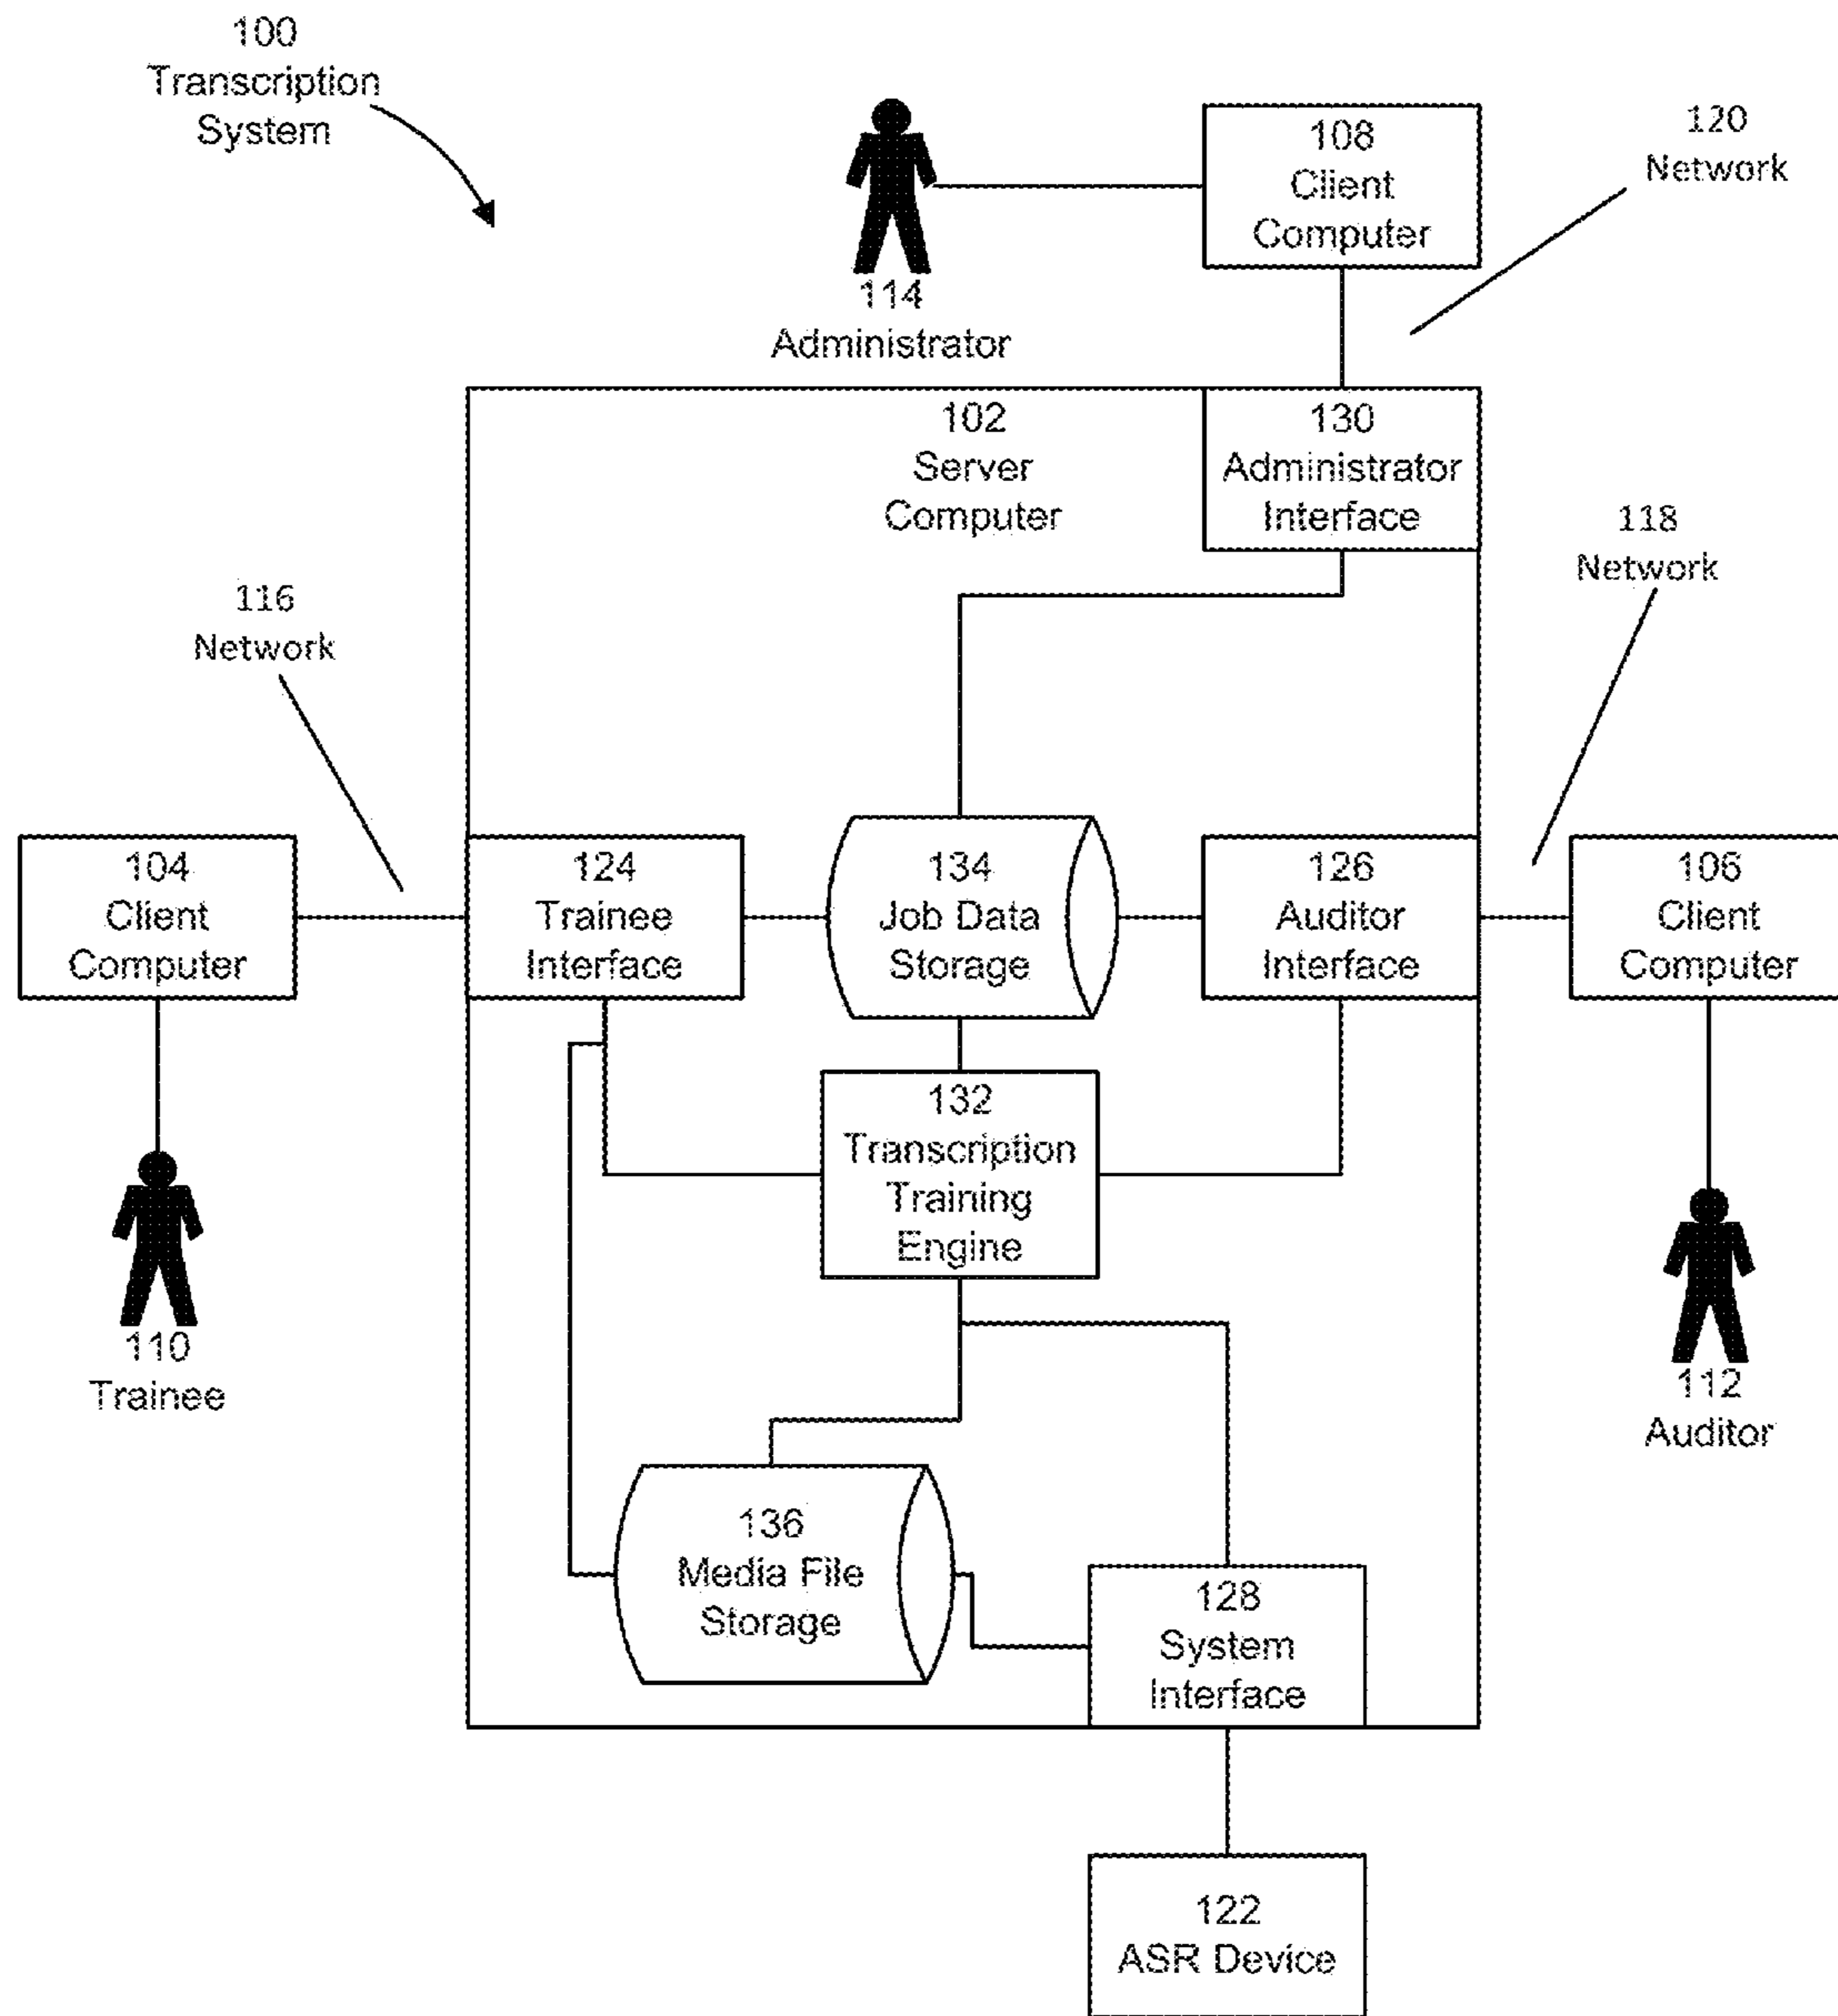 100
Transcription
System
108
Client
Computer
120
Network
114
Administrator
102
Server
Computer
130
Administrator
Interface
118
Network
116
Network
104
Client
Computer
124
Trainee
Interface
134
Job Data
Storage
126
Auditor
Interface
106
Client
Computer
132
Transcription
Training
Engine
110
Trainee
112
Auditor
136
Media File
Storage
128
System
Interface
122
ASR Device